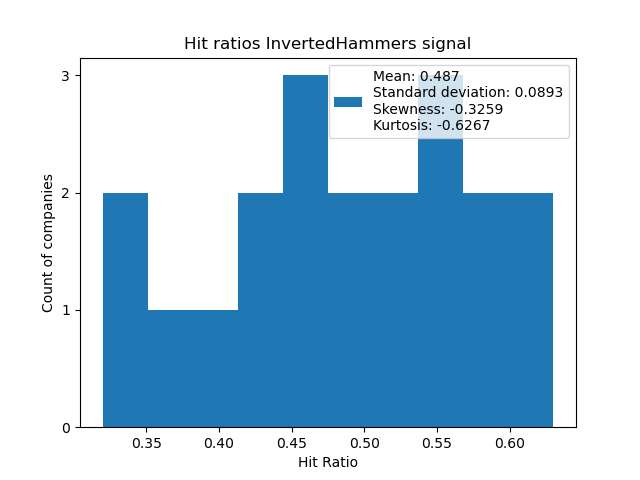 Hit ratios InvertedHammers signal
Mean: 0.487
Standard deviation: 0.0893
Skewness: -0.3259
Kurtosis: -0.6267
Count of companies
3
2
1
0
0.35 0.40 0.45 0.50 0.55 0.60
Hit Ratio